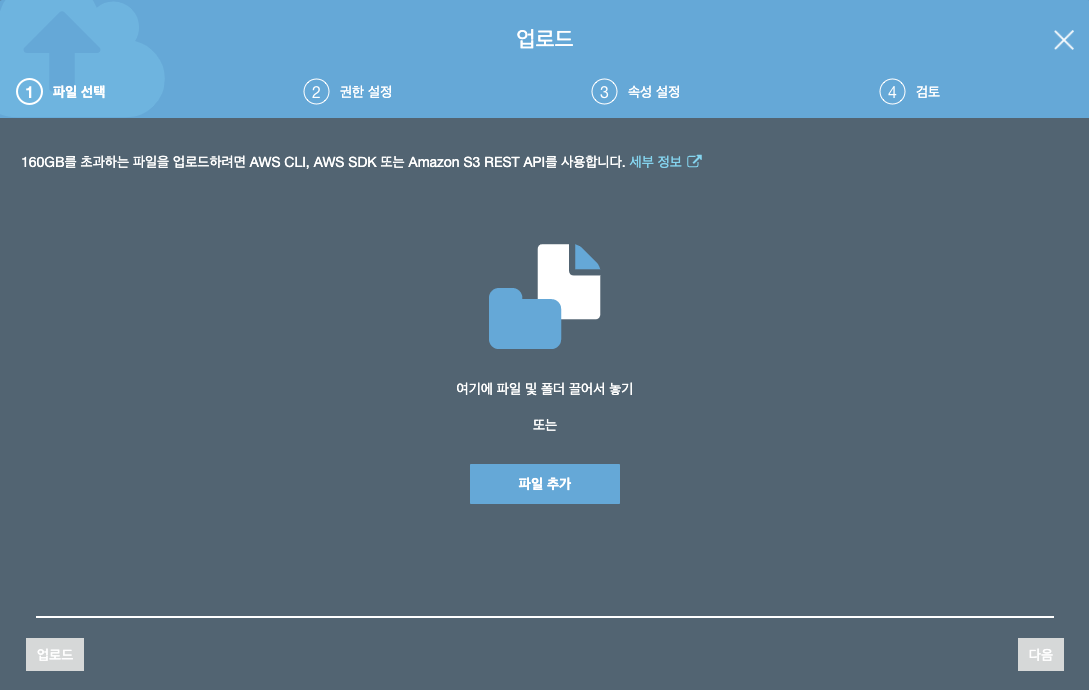 업로드
1 파일 선택
2 권한 설정
3 속성 설정
4 검토
160GB를 초과하는 파일을 업로드하려면 AWS CLI, AWS SDK 또는 Amazon S3 REST API를 사용합니다. 세부 정보
여기에 파일 및 폴더 끌어서 놓기
또는
파일 추가
업로드
다음